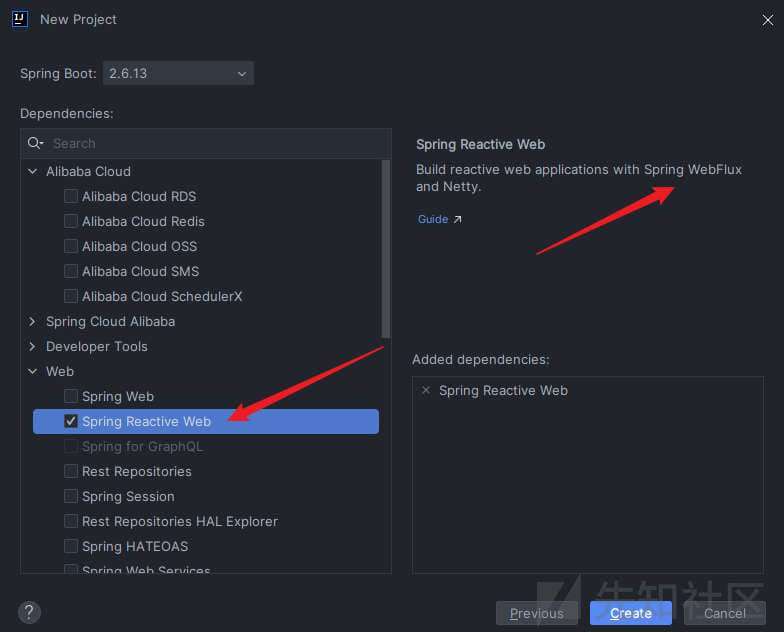 New Project
Spring Boot: 2.6.13
Dependencies:
Search
Alibaba Cloud
Alibaba Cloud RDS
Alibaba Cloud Redis
Alibaba Cloud OSS
Alibaba Cloud SMS
Alibaba Cloud SchedulerX
Spring Cloud Alibaba
Developer Tools
Web
Spring Web
Spring Reactive Web
Spring for GraphQL
Rest Repositories
Spring Session
Rest Repositories HAL Explorer
Spring HATEOAS
Spring Web Services
Spring Reactive Web
Build reactive web applications with Spring WebFlux
and Netty.
Guide
Added dependencies:
Spring Reactive Web
先知社区
?
Previous
Create
Cancel